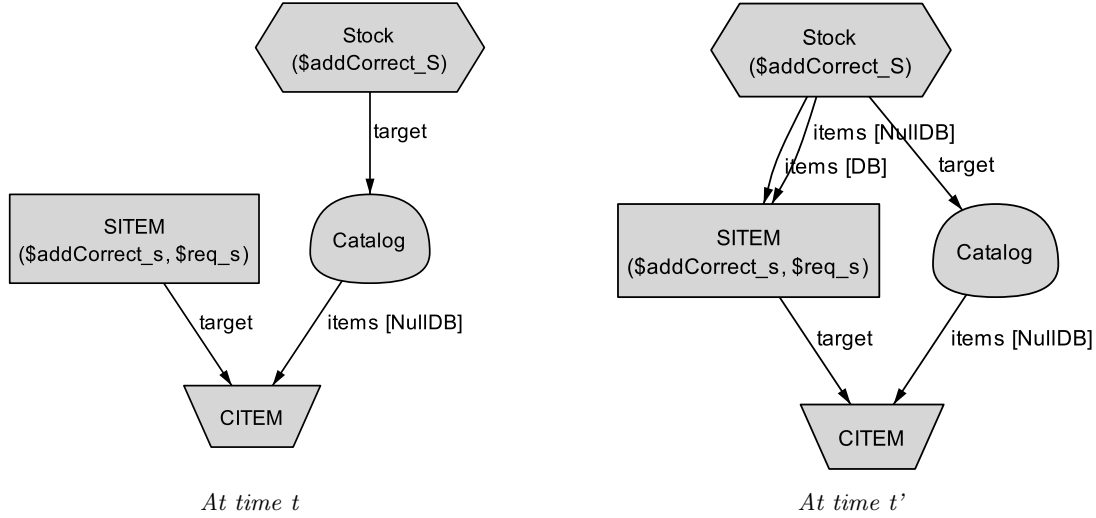 Stock
($addCorrect_S)
target
SITEM
($addCorrect_s, $req_s)
Catalog
target
items [NullDB]
CITEM
At time t
Stock
($addCorrect_S)
items [NullDB]
items [DB]
target
SITEM
($addCorrect_s, $req_s)
Catalog
target
items [NullDB]
CITEM
At time t'